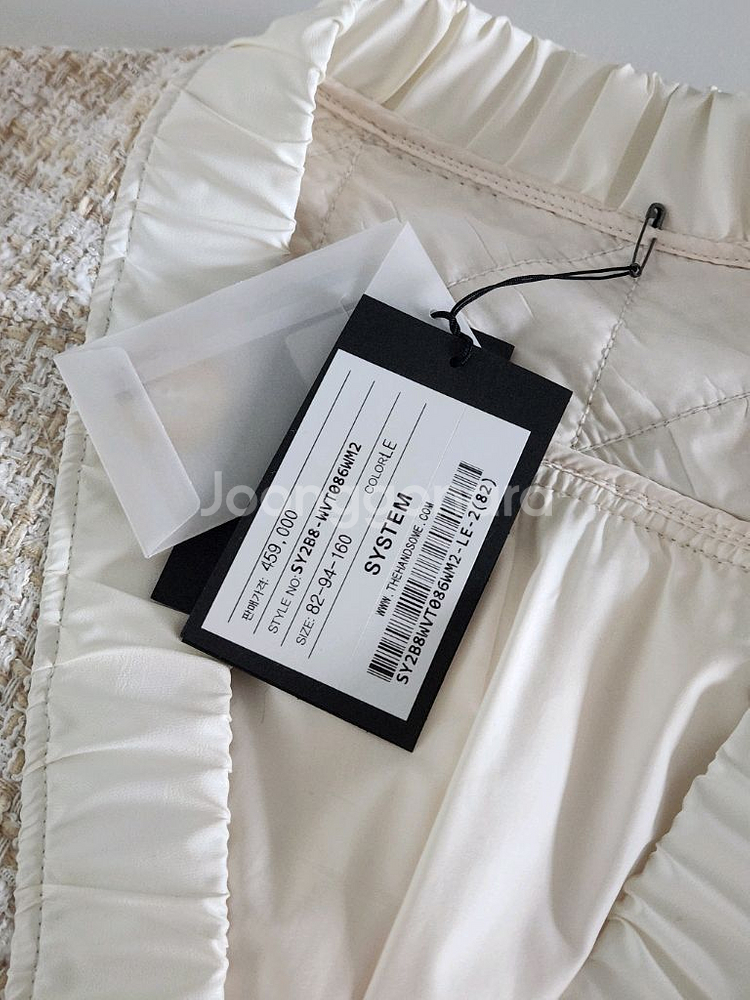 판매가격: 459,000
STYLE NO: SY2B8-WVT086WM2
SIZE: 82-94-160 COLOR: LE
SYSTEM
WWW.THEHANDSOME.COM
SY2B8WVT086WM2-LE-2(82)
Joonggonara